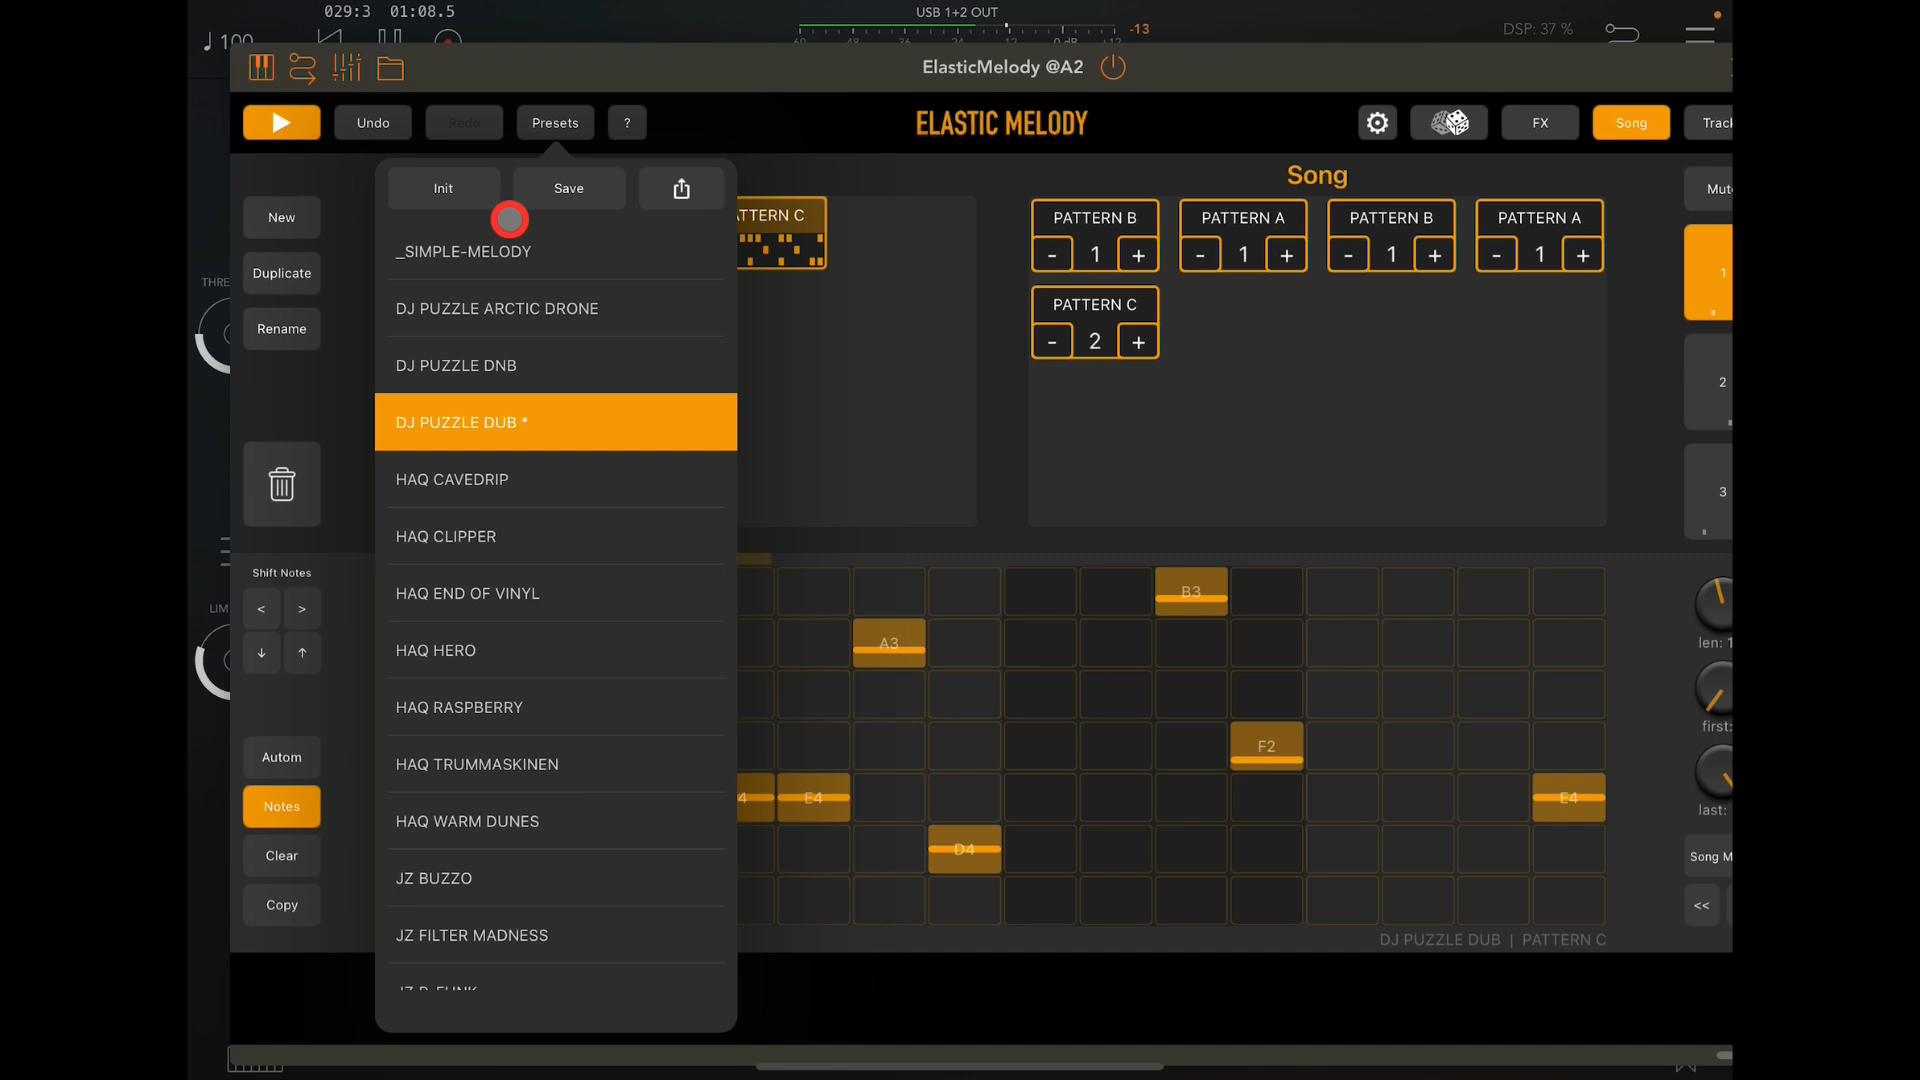 029:3 01:08.5
USB 1+2 OUT
-13
DSP: 37 %
100
ElasticMelody @A2
Undo
Redo
Presets
?
ELASTIC MELODY
FX
Song
Init
Save
Song
New
Duplicate
Rename
_SIMPLE-MELODY
DJ PUZZLE ARCTIC DRONE
DJ PUZZLE DNB
DJ PUZZLE DUB *
HAQ CAVEDRIP
HAQ CLIPPER
HAQ END OF VINYL
HAQ HERO
HAQ RASPBERRY
HAQ TRUMMASKINEN
HAQ WARM DUNES
JZ BUZZO
JZ FILTER MADNESS
PATTERN B
- 1 +
PATTERN A
- 1 +
PATTERN B
- 1 +
PATTERN A
- 1 +
PATTERN C
- 2 +
1
2
3
Shift Notes
< >
↓ ↑
Autom
Notes
Clear
Copy
B3
A3
F2
E4
E4
D4
first:
last:
<<
DJ PUZZLE DUB | PATTERN C